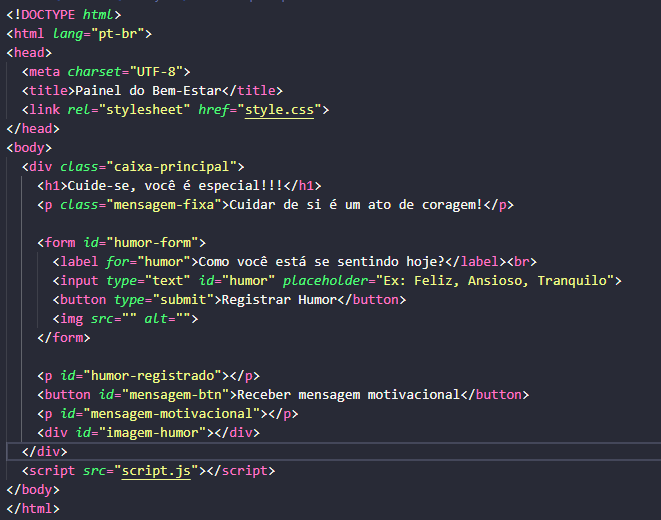 <!DOCTYPE html>
<html lang="pt-br">
<head>
  <meta charset="UTF-8">
  <title>Painel do Bem-Estar</title>
  <link rel="stylesheet" href="style.css">
</head>
<body>
  <div class="caixa-principal">
    <h1>Cuide-se, você é especial!!!</h1>
    <p class="mensagem-fixa">Cuidar de si é um ato de coragem!</p>

    <form id="humor-form">
      <label for="humor">Como você está se sentindo hoje?</label><br>
      <input type="text" id="humor" placeholder="Ex: Feliz, Ansioso, Tranquilo">
      <button type="submit">Registrar Humor</button>
      <img src="" alt="">
    </form>

    <p id="humor-registrado"></p>
    <button id="mensagem-btn">Receber mensagem motivacional</button>
    <p id="mensagem-motivacional"></p>
    <div id="imagem-humor"></div>
  </div>
  <script src="script.js"></script>
</body>
</html>